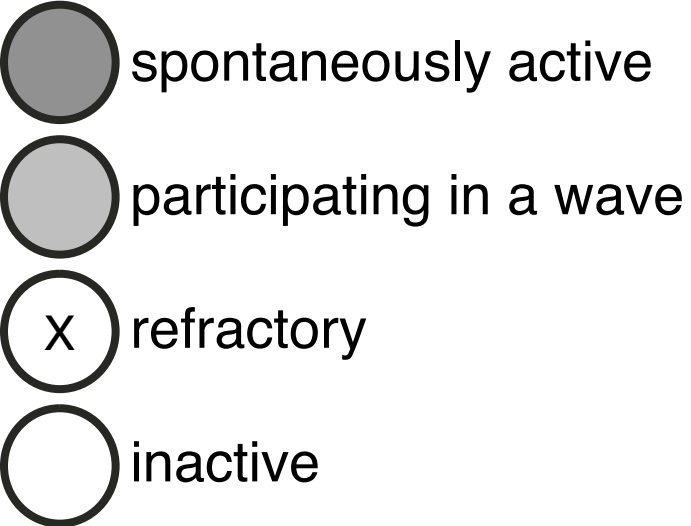 spontaneously active
participating in a wave
x refractory
inactive